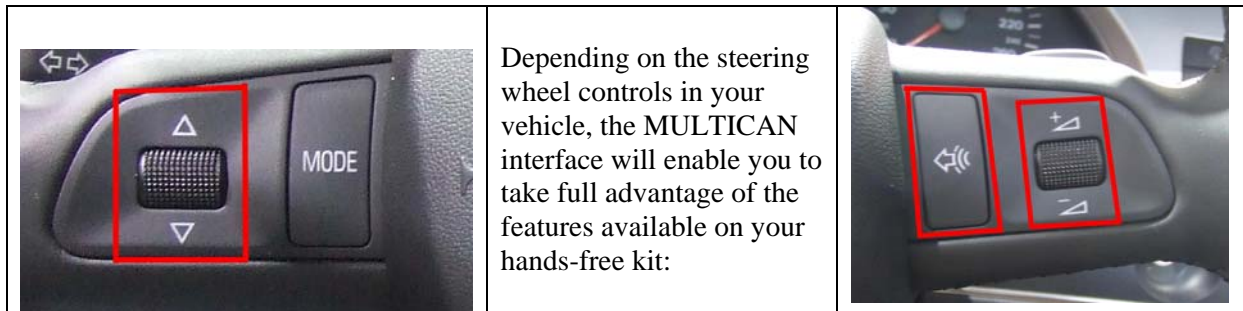 MODE
Depending on the steering
wheel controls in your
vehicle, the MULTICAN
interface will enable you to
take full advantage of the
features available on your
hands-free kit:
220
+
-